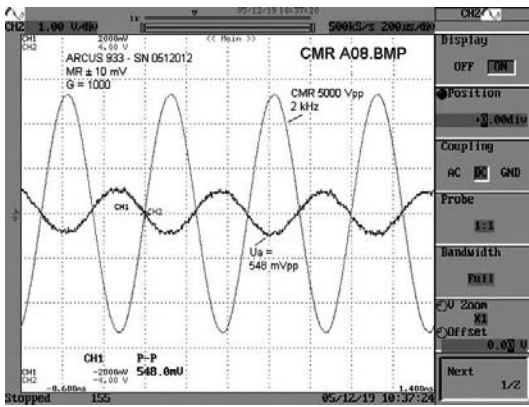 05/12/19 10:37:20
CH2 1.00 V/div 1k 500kS/s 200us/div
CH1 2000mV << Main >>
CH2 4.00 V
ARCUS 933 - SN 0512012
MR ± 10 mV
G = 1000
CMR A08.BMP
CMR 5000 Vpp
2 kHz
CH1
CH2
Ua =
548 mVpp
CH1 P-P
548.0mV
CH1 -2000mV
CH2 -4.00 V
-0.600ms 1.400ms
Stopped 155 05/12/19 10:37:24
CH2
Display
OFF ON
Position
Coupling
AC DC GND
Probe
1:1
Bandwidth
Full
V Zoom
X1
Offset
0.00 V
Next
1/2